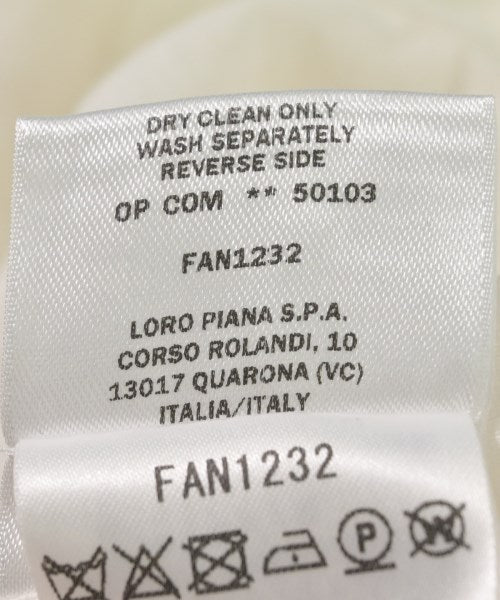 DRY CLEAN ONLY
WASH SEPARATELY
REVERSE SIDE
OP COM ** 50103
FAN1232
LORO PIANA S.P.A.
CORSO ROLANDI, 10
13017 QUARONA (VC)
ITALIA/ITALY
FAN1232
P W